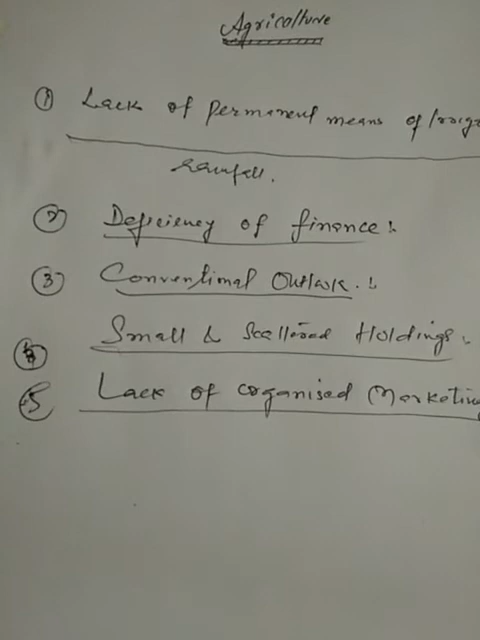 Agriculture
① Lack of permanent means of Irriga
rainfall.
② Deficiency of finance :
③ Conventional Outlook . :
④ Small & Scattered Holdings :
⑤ Lack of organised Marketing